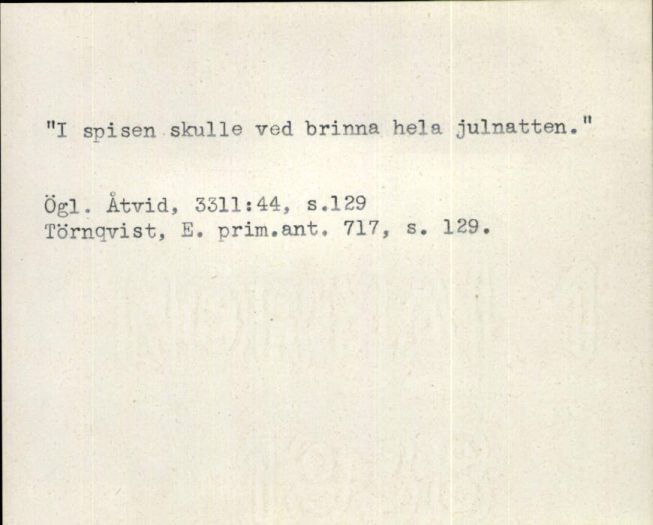 "I spisen skulle ved brinna hela julnatten."
Ögl. Åtvid, 3311:44, s.129
Törnqvist, E. prim.ant. 717, s. 129.